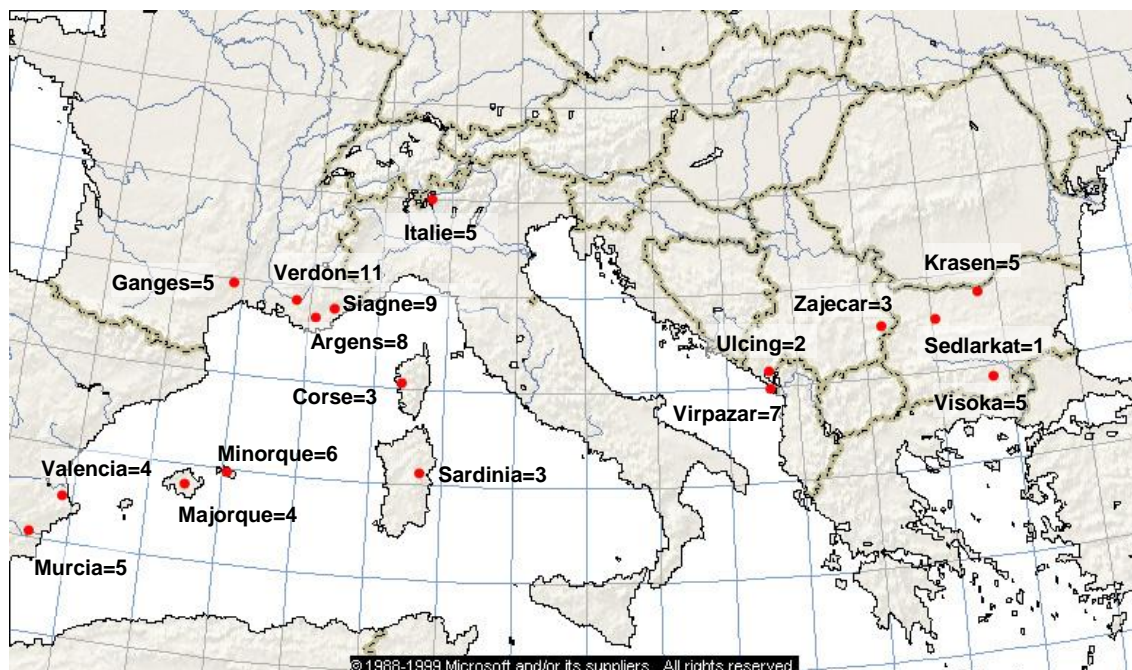 Italie=5
Verdon=11
Ganges=5
Siagne=9
Argens=8
Krasen=5
Zajecar=3
Ulcing=2
Sedlarkat=1
Corse=3
Virpazar=7
Visoka=5
Minorque=6
Valencia=4
Sardinia=3
Majorque=4
Murcia=5
© 1988-1999 Microsoft and/or its suppliers. All rights reserved.